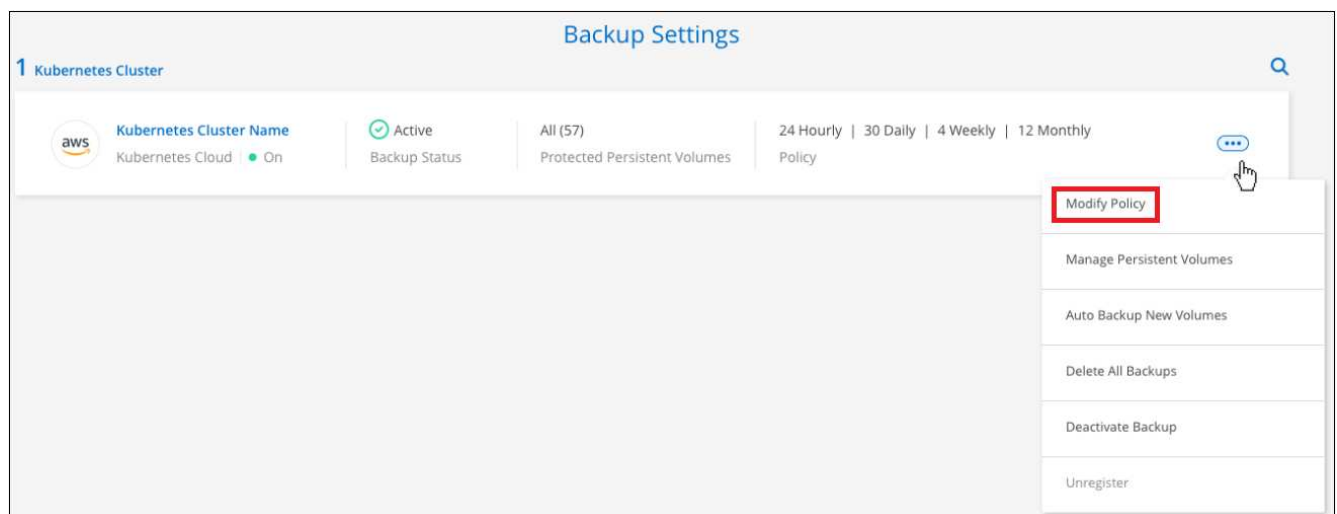 Backup Settings
1 Kubernetes Cluster
aws
Kubernetes Cluster Name
Kubernetes Cloud | On
Active
Backup Status
All (57)
Protected Persistent Volumes
24 Hourly | 30 Daily | 4 Weekly | 12 Monthly
Policy
Modify Policy
Manage Persistent Volumes
Auto Backup New Volumes
Delete All Backups
Deactivate Backup
Unregister